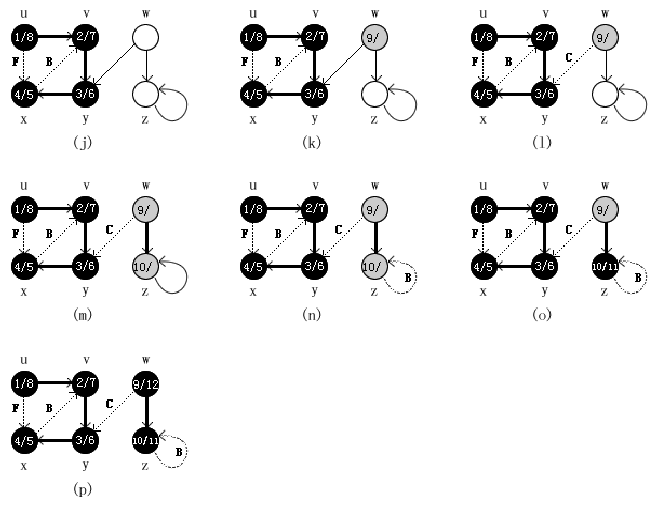 u v w u v w u v w
1/8 2/7 1/8 2/7 9/ 1/8 2/7 9/
F B F B F B C
4/5 3/6 4/5 3/6 4/5 3/6
x y z x y z x y z
(j) (k) (l)
u v w u v w u v w
1/8 2/7 9/ 1/8 2/7 9/ 1/8 2/7 9/
F B C F B C F B C
4/5 3/6 10/ 4/5 3/6 10/ B 4/5 3/6 10/11 B
x y z x y z x y z
(m) (n) (o)
u v w
1/8 2/7 9/12
F B C
4/5 3/6 10/11 B
x y z
(p)